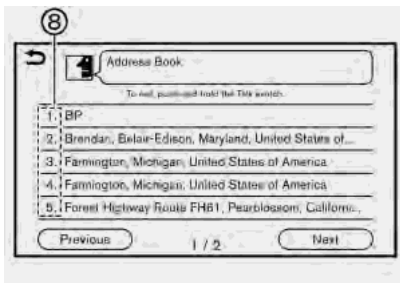 ⑧
Address Book
To exit, push and hold the Talk switch.
1. BP
2. Brendan, Belair-Edison, Maryland, United States of...
3. Farmington, Michigan, United States of America
4. Farmington, Michigan, United States of America
5. Forest Highway Route FH61, Pearblossom, Californi...
Previous 1 / 2 Next